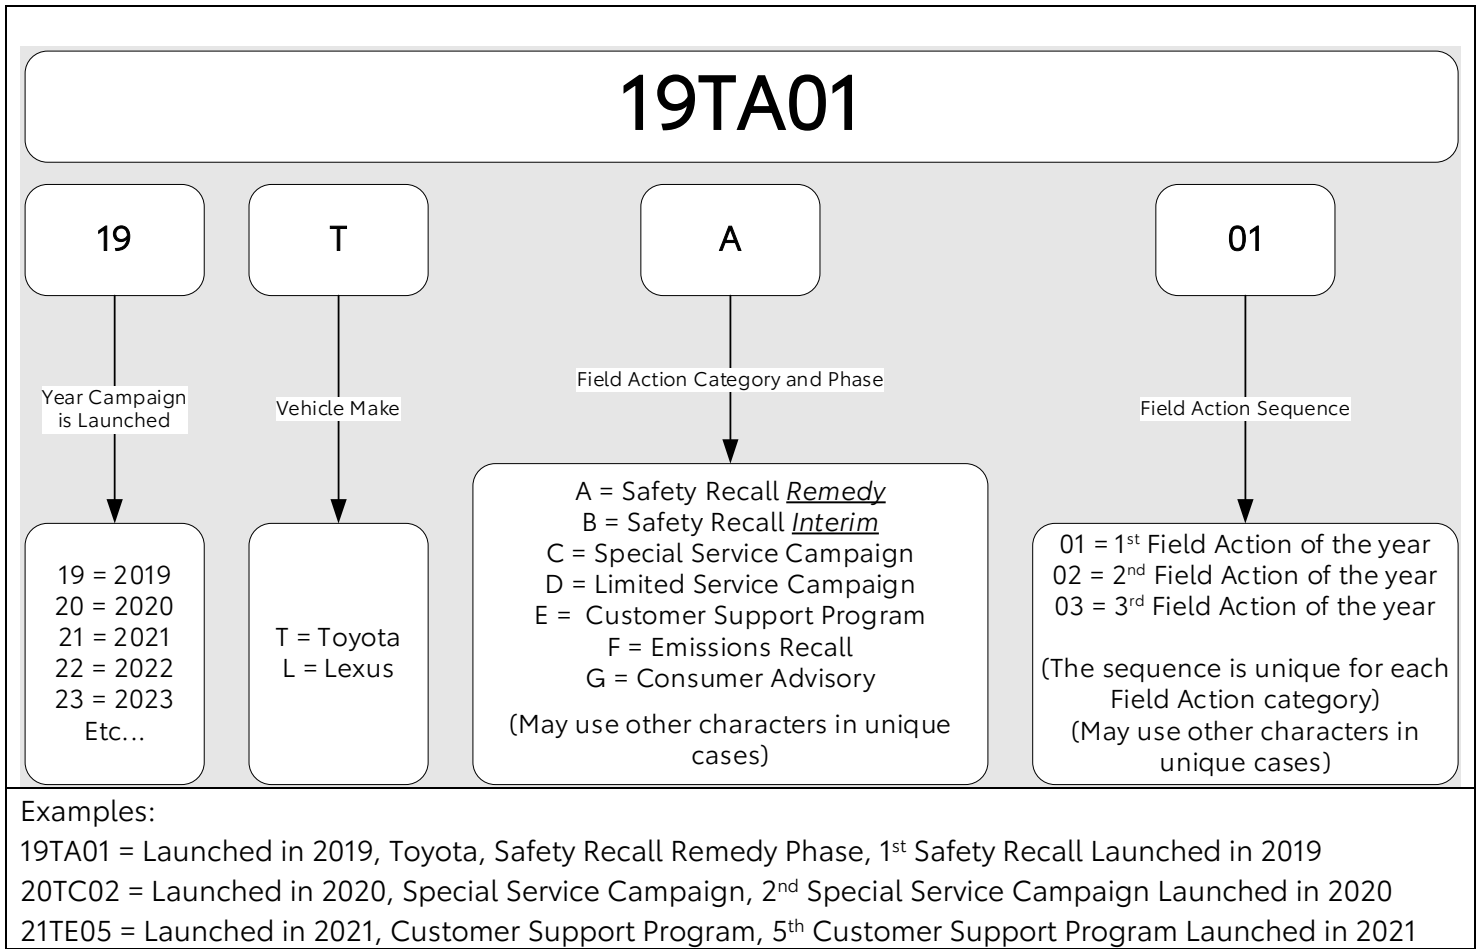 19TA01
19
T
A
01
Year Campaign
is Launched
Vehicle Make
Field Action Category and Phase
Field Action Sequence
19 = 2019
20 = 2020
21 = 2021
22 = 2022
23 = 2023
Etc...
T = Toyota
L = Lexus
A = Safety Recall Remedy
B = Safety Recall Interim
C = Special Service Campaign
D = Limited Service Campaign
E =  Customer Support Program
F = Emissions Recall
G = Consumer Advisory
(May use other characters in unique
cases)
01 = 1st Field Action of the year
02 = 2nd Field Action of the year
03 = 3rd Field Action of the year
(The sequence is unique for each
Field Action category)
(May use other characters in
unique cases)
Examples:
19TA01 = Launched in 2019, Toyota, Safety Recall Remedy Phase, 1st Safety Recall Launched in 2019
20TC02 = Launched in 2020, Special Service Campaign, 2nd Special Service Campaign Launched in 2020
21TE05 = Launched in 2021, Customer Support Program, 5th Customer Support Program Launched in 2021